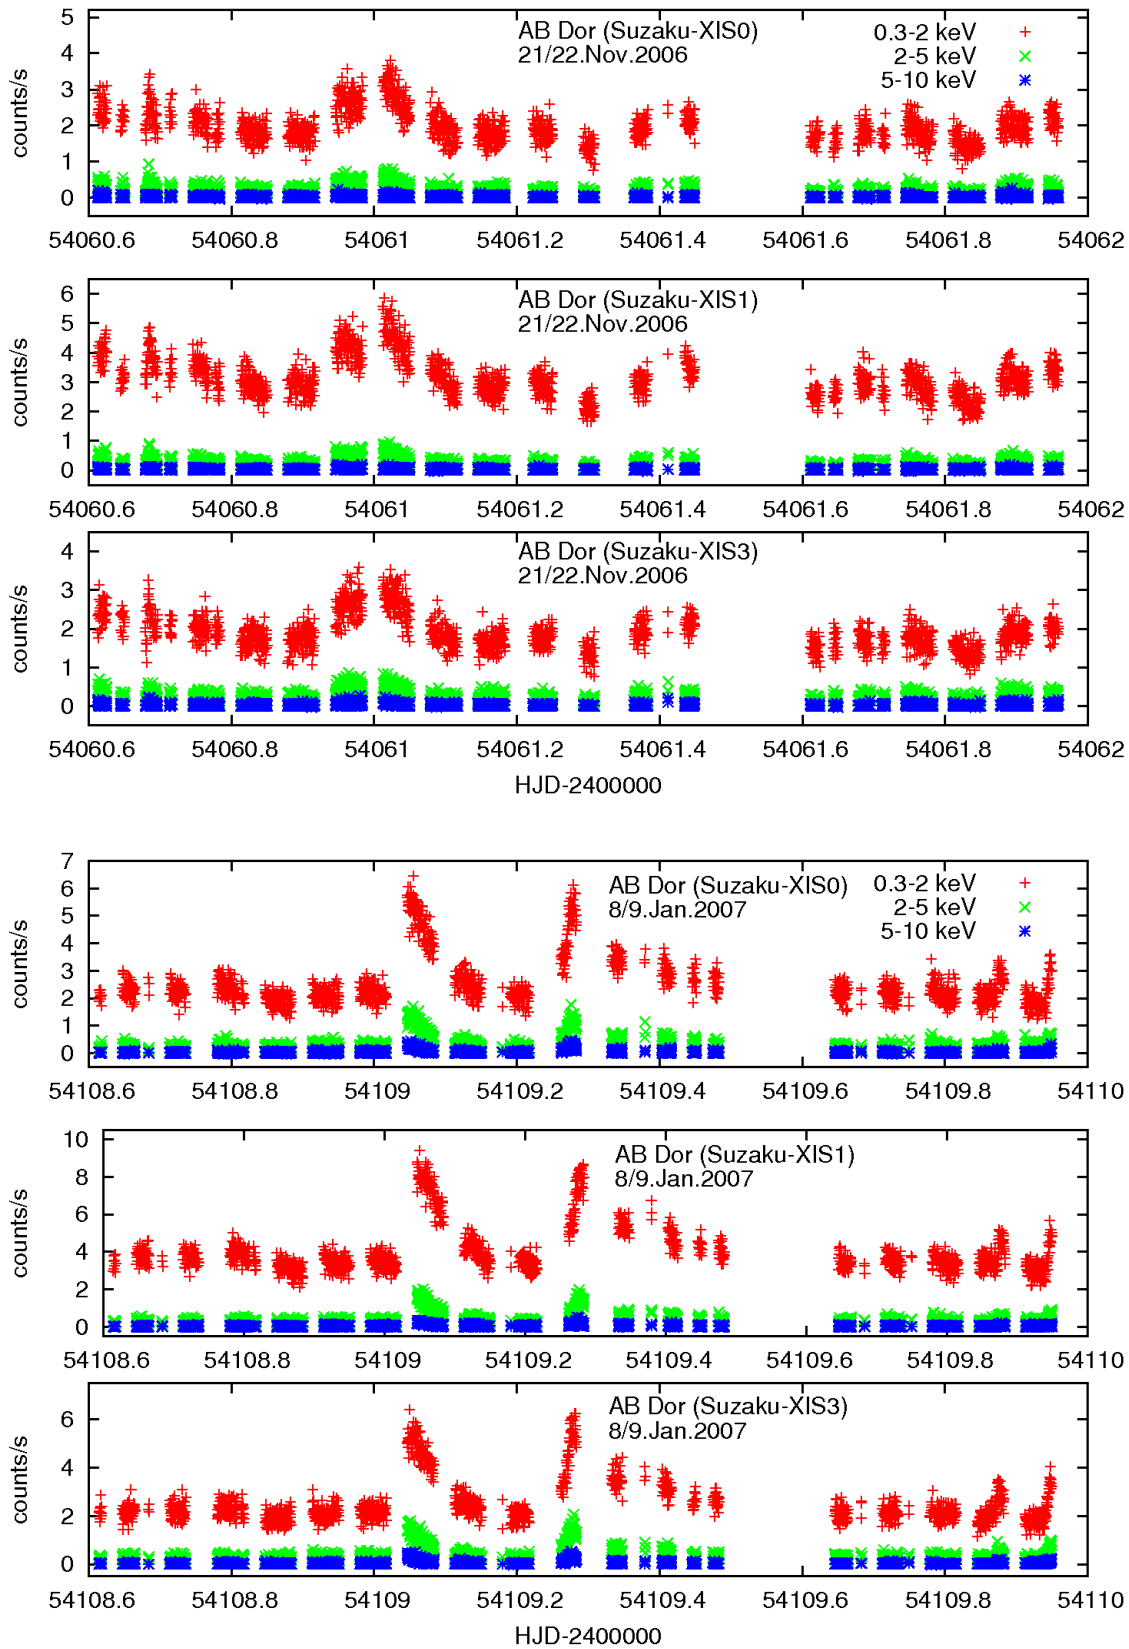 AB Dor (Suzaku-XIS0)
21/22.Nov.2006
0.3-2 keV
2-5 keV
5-10 keV
counts/s
5
4
3
2
1
0
54060.6 54060.8 54061 54061.2 54061.4 54061.6 54061.8 54062
AB Dor (Suzaku-XIS1)
21/22.Nov.2006
counts/s
6
5
4
3
2
1
0
54060.6 54060.8 54061 54061.2 54061.4 54061.6 54061.8 54062
AB Dor (Suzaku-XIS3)
21/22.Nov.2006
counts/s
4
3
2
1
0
54060.6 54060.8 54061 54061.2 54061.4 54061.6 54061.8 54062
HJD-2400000
AB Dor (Suzaku-XIS0)
8/9.Jan.2007
0.3-2 keV
2-5 keV
5-10 keV
counts/s
7
6
5
4
3
2
1
0
54108.6 54108.8 54109 54109.2 54109.4 54109.6 54109.8 54110
AB Dor (Suzaku-XIS1)
8/9.Jan.2007
counts/s
10
8
6
4
2
0
54108.6 54108.8 54109 54109.2 54109.4 54109.6 54109.8 54110
AB Dor (Suzaku-XIS3)
8/9.Jan.2007
counts/s
6
4
2
0
54108.6 54108.8 54109 54109.2 54109.4 54109.6 54109.8 54110
HJD-2400000